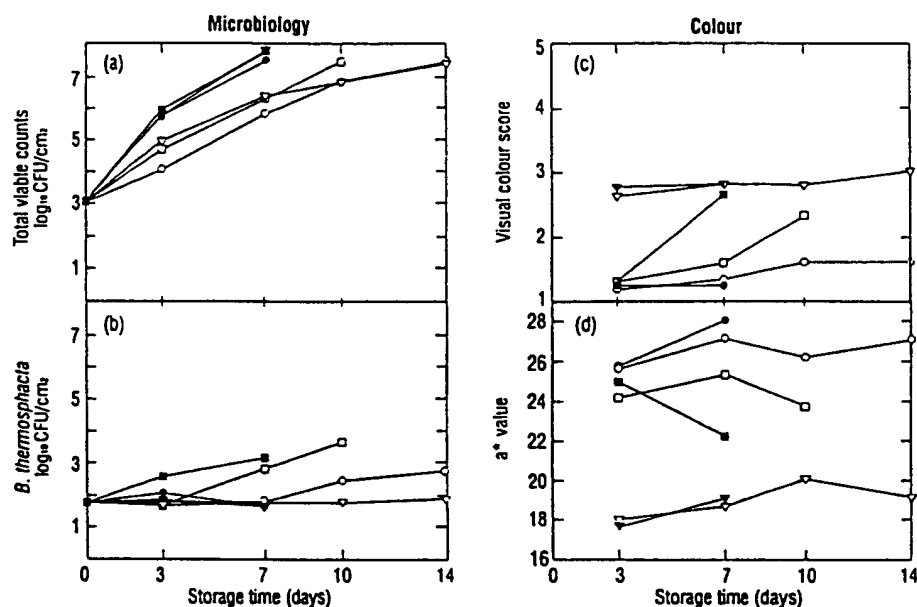 Microbiology
(a)
7
5
3
1
Total viable counts
log₁₀ CFU/cm₂
(b)
7
5
3
1
B. thermosphacta
log₁₀ CFU/cm₂
0 3 7 10 14
Storage time (days)
Colour
(c)
5
4
3
2
1
Visual colour score
(d)
28
26
24
22
20
18
16
a* value
0 3 7 10 14
Storage time (days)